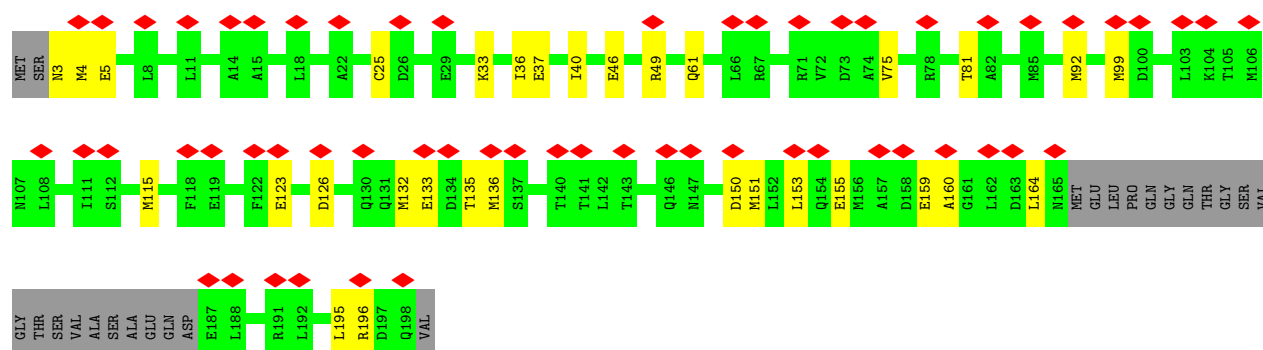 MET SER N3 M4 E5 L8 L11 A14 A15 L18 A22 C25 D26 E29 K33 I36 E37 I40 E46 R49 Q61 L66 R67 R71 V72 D73 A74 V75 R78 T81 A82 M85 M92 M99 D100 L103 K104 T105 M106
N107 L108 I111 S112 M115 F118 E119 F122 E123 D126 Q130 Q131 M132 E133 D134 T135 M136 S137 T140 T141 L142 T143 Q146 N147 D150 M151 L152 L153 Q154 E155 M156 A157 D158 E159 A160 G161 L162 D163 L164 N165 MET GLU LEU PRO GLN GLY GLN THR GLY SER VAL
GLY THR SER VAL ALA SER ALA GLU GLN ASP E187 L188 R191 L192 L195 R196 D197 Q198 VAL